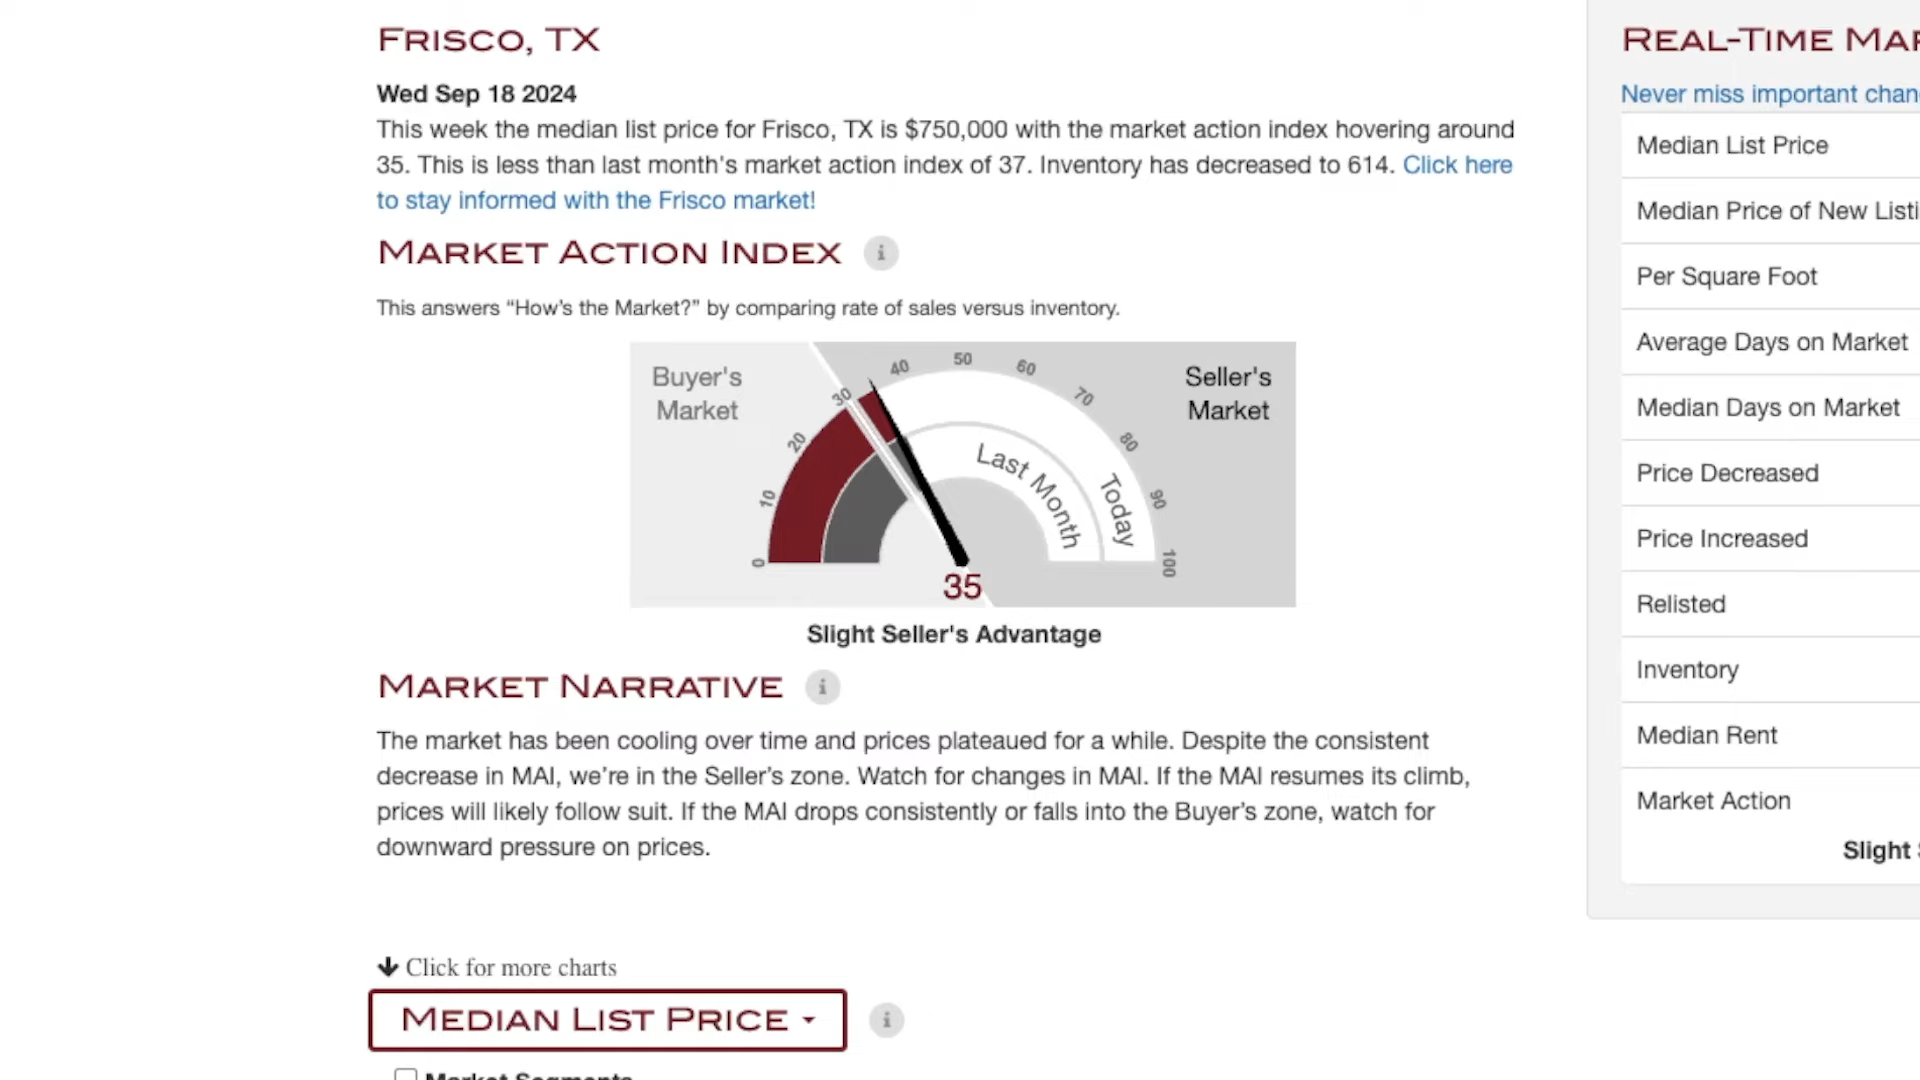 FRISCO, TX
Wed Sep 18 2024
This week the median list price for Frisco, TX is $750,000 with the market action index hovering around
35. This is less than last month's market action index of 37. Inventory has decreased to 614. Click here
to stay informed with the Frisco market!
MARKET ACTION INDEX
i
This answers “How’s the Market?” by comparing rate of sales versus inventory.
Buyer's
Market
Seller's
Market
0
10
20
30
40
50
60
70
80
90
100
Last Month
Today
35
Slight Seller's Advantage
MARKET NARRATIVE
i
The market has been cooling over time and prices plateaued for a while. Despite the consistent
decrease in MAI, we’re in the Seller’s zone. Watch for changes in MAI. If the MAI resumes its climb,
prices will likely follow suit. If the MAI drops consistently or falls into the Buyer’s zone, watch for
downward pressure on prices.
Click for more charts
MEDIAN LIST PRICE
i
Market Segments
REAL-TIME MAR
Never miss important chan
Median List Price
Median Price of New Listi
Per Square Foot
Average Days on Market
Median Days on Market
Price Decreased
Price Increased
Relisted
Inventory
Median Rent
Market Action
Slight